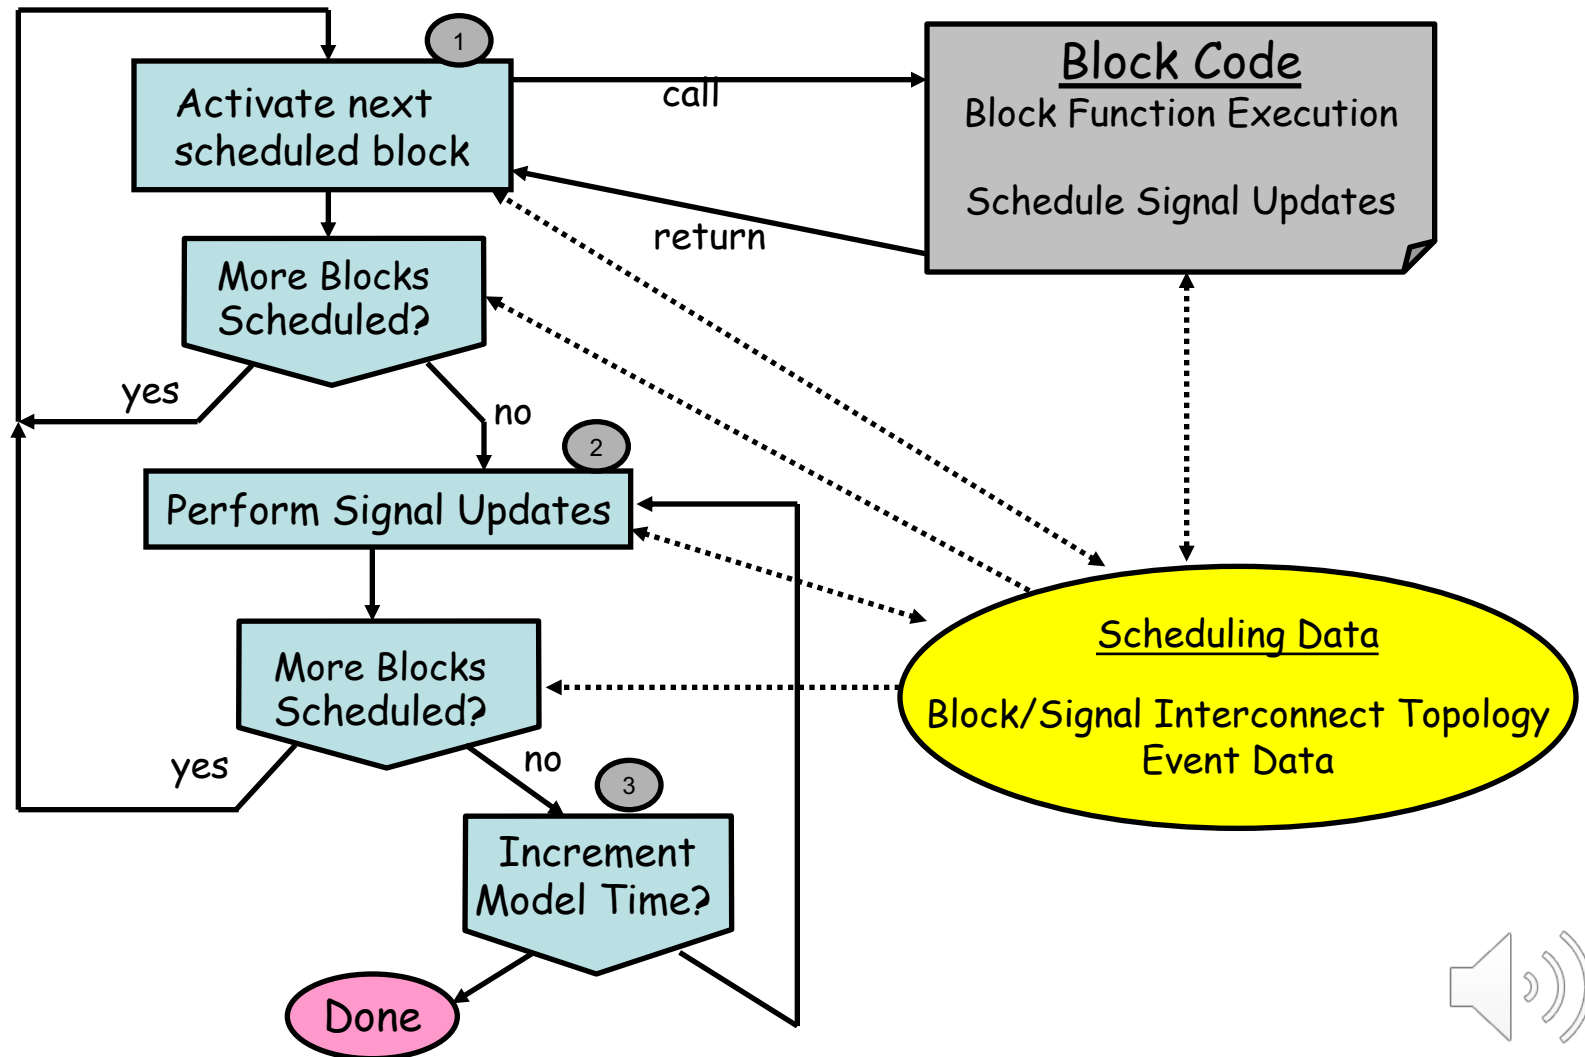 1
Activate next
scheduled block
call
Block Code
Block Function Execution
Schedule Signal Updates
return
More Blocks
Scheduled?
yes
no
2
Perform Signal Updates
More Blocks
Scheduled?
yes
no
3
Scheduling Data
Block/Signal Interconnect Topology
Event Data
Increment
Model Time?
Done